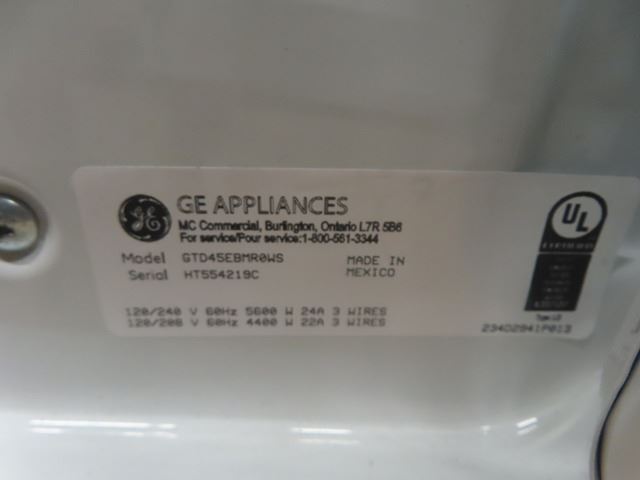 GE APPLIANCES
MC Commercial, Burlington, Ontario L7R 5B6
For service/Pour service:1-800-561-3344
Model GTD45EBMR0WS MADE IN
Serial HT554219C MEXICO
120/240 V 60Hz 5600 W 24A 3 WIRES
120/208 V 60Hz 4400 W 22A 3 WIRES
UL
234D2941P013